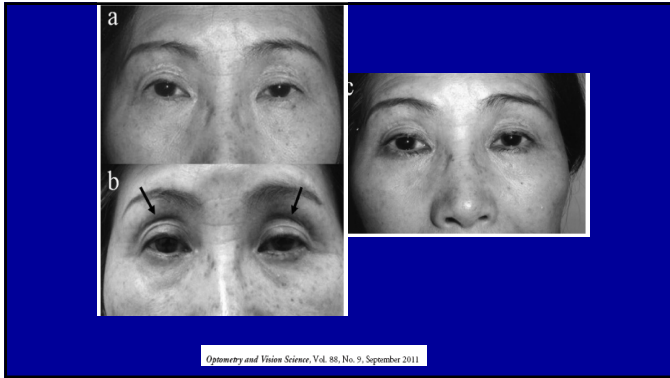 a
b
c
Optometry and Vision Science, Vol. 88, No. 9, September 2011